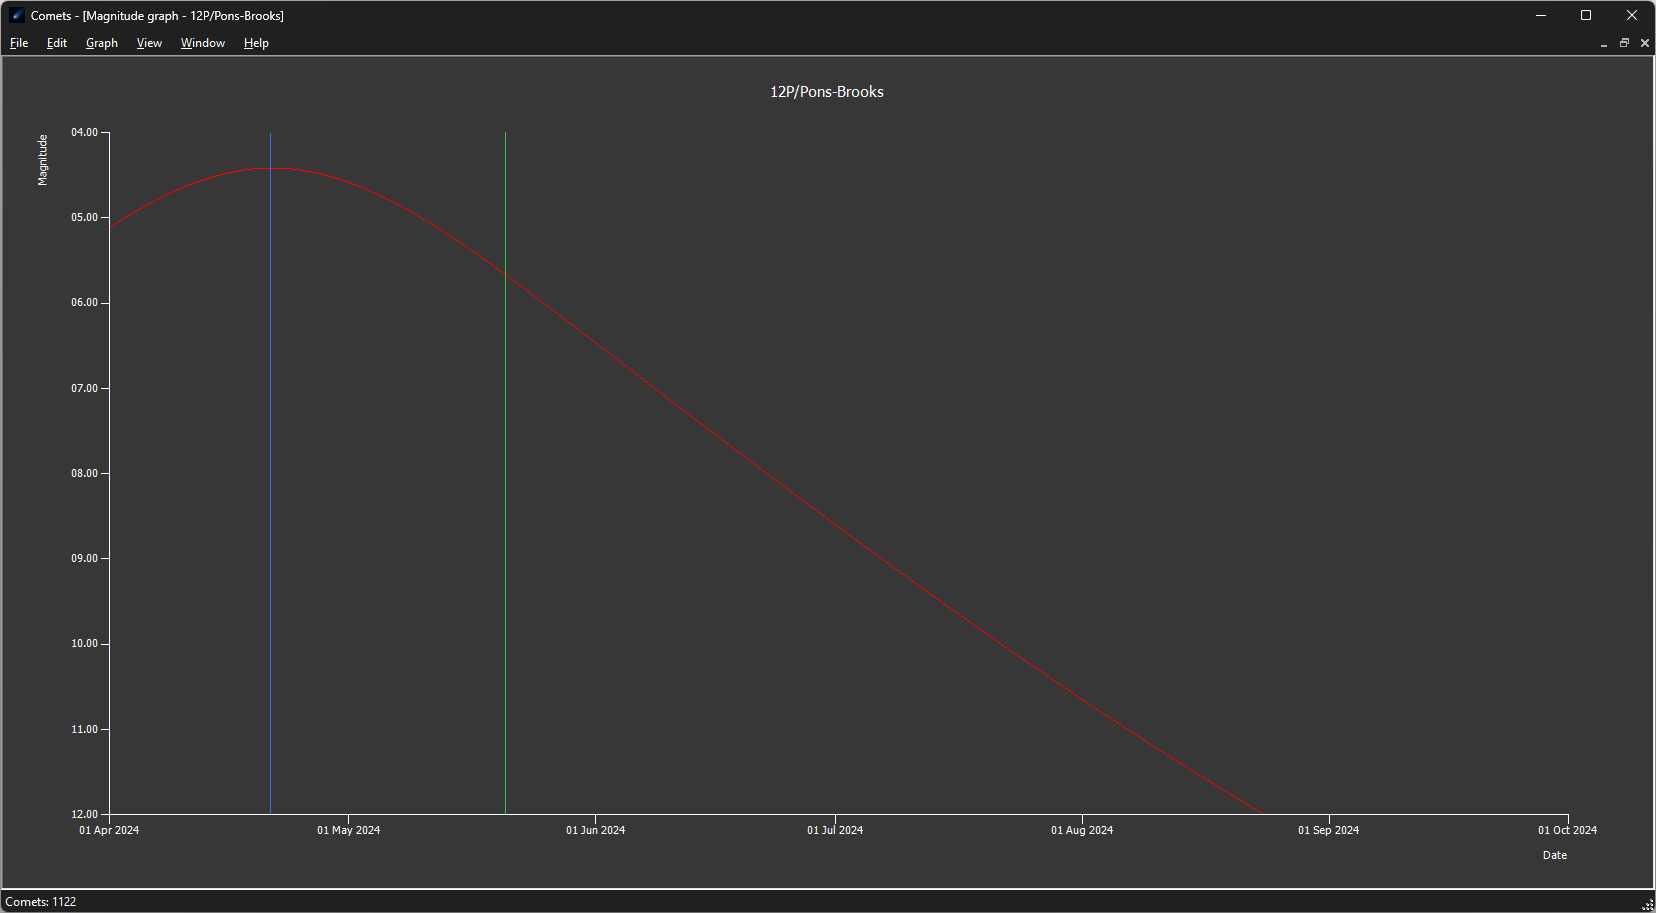 Comets - [Magnitude graph - 12P/Pons-Brooks]
File Edit Graph View Window Help
12P/Pons-Brooks
Magnitude
04.00
05.00
06.00
07.00
08.00
09.00
10.00
11.00
12.00
01 Apr 2024 01 May 2024 01 Jun 2024 01 Jul 2024 01 Aug 2024 01 Sep 2024 01 Oct 2024
Date
Comets: 1122